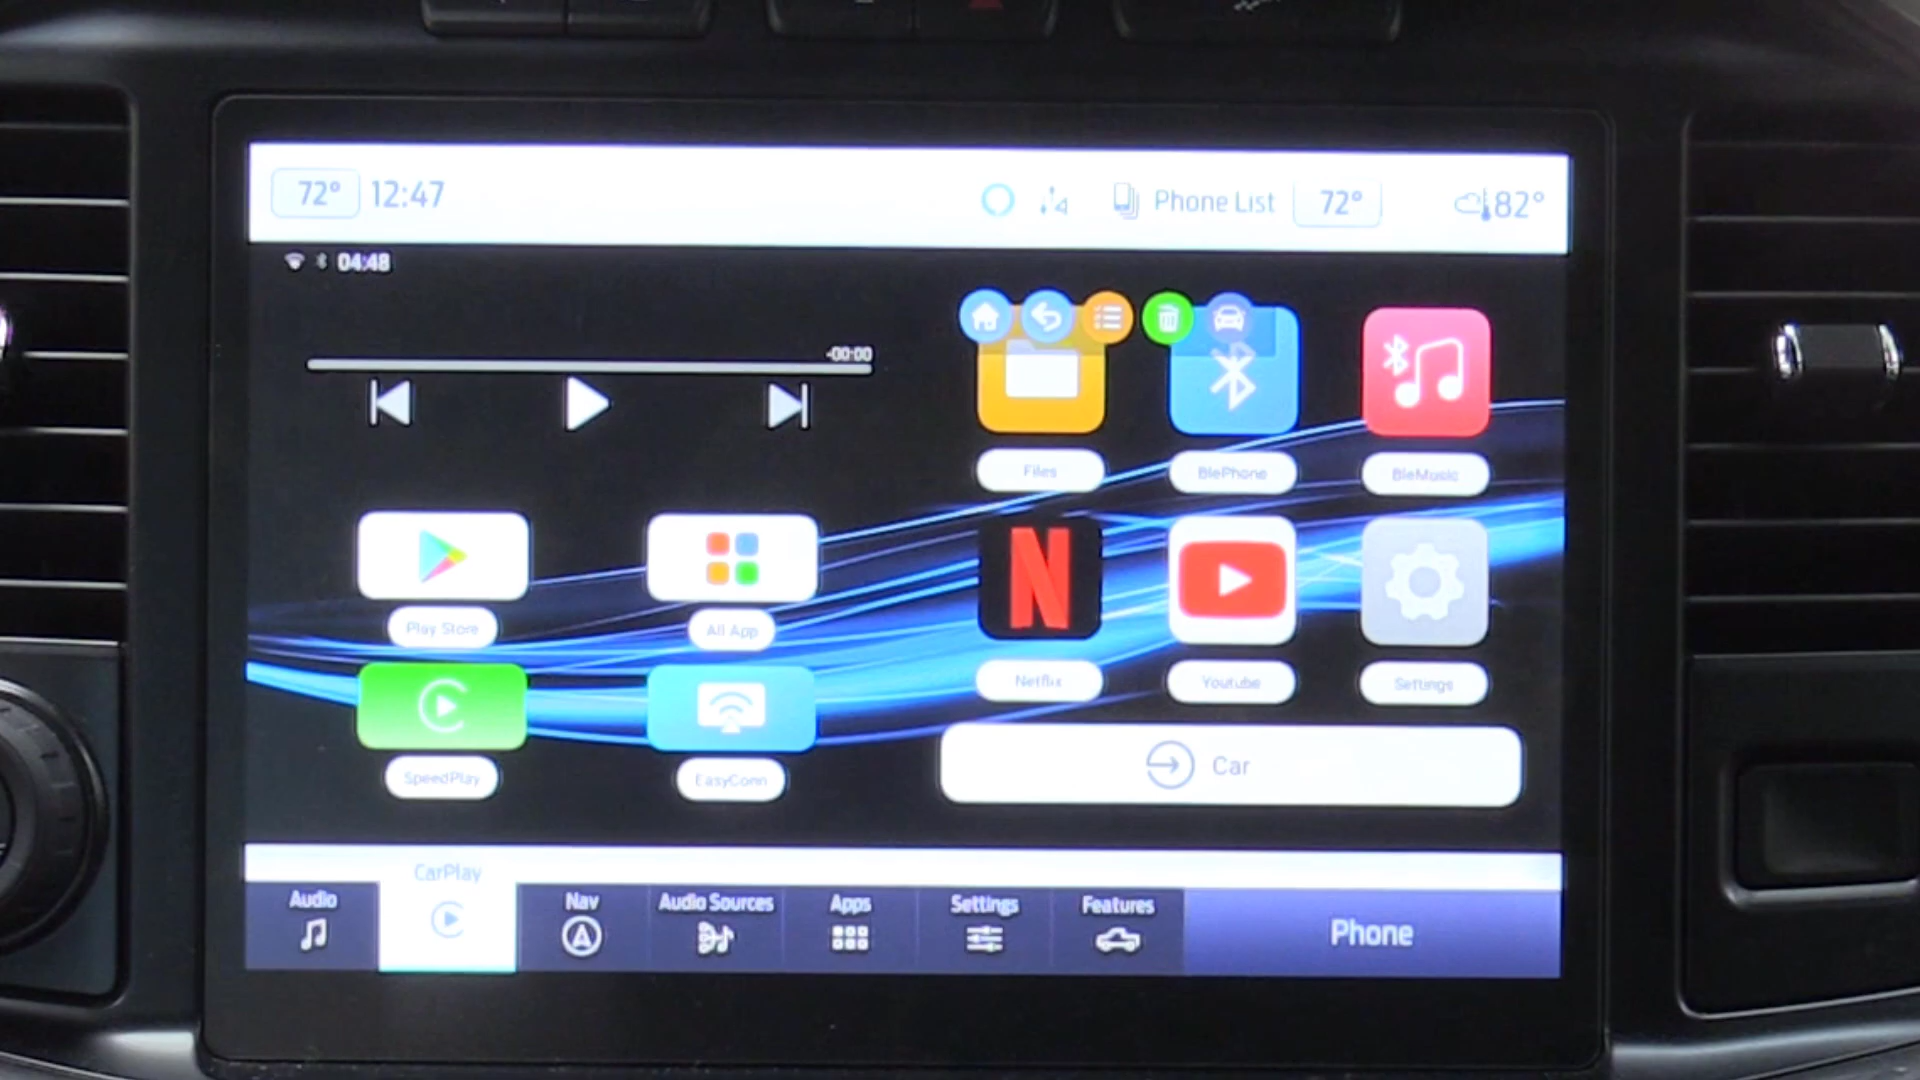 72° 12:47 Phone List 72° 82°
04:48
-00:00
Files BlePhone BleMusic
N
Play Store All App
Netflix Youtube Settings
SpeedPlay EasyConn
Car
CarPlay
Audio Nav Audio Sources Apps Settings Features
Phone